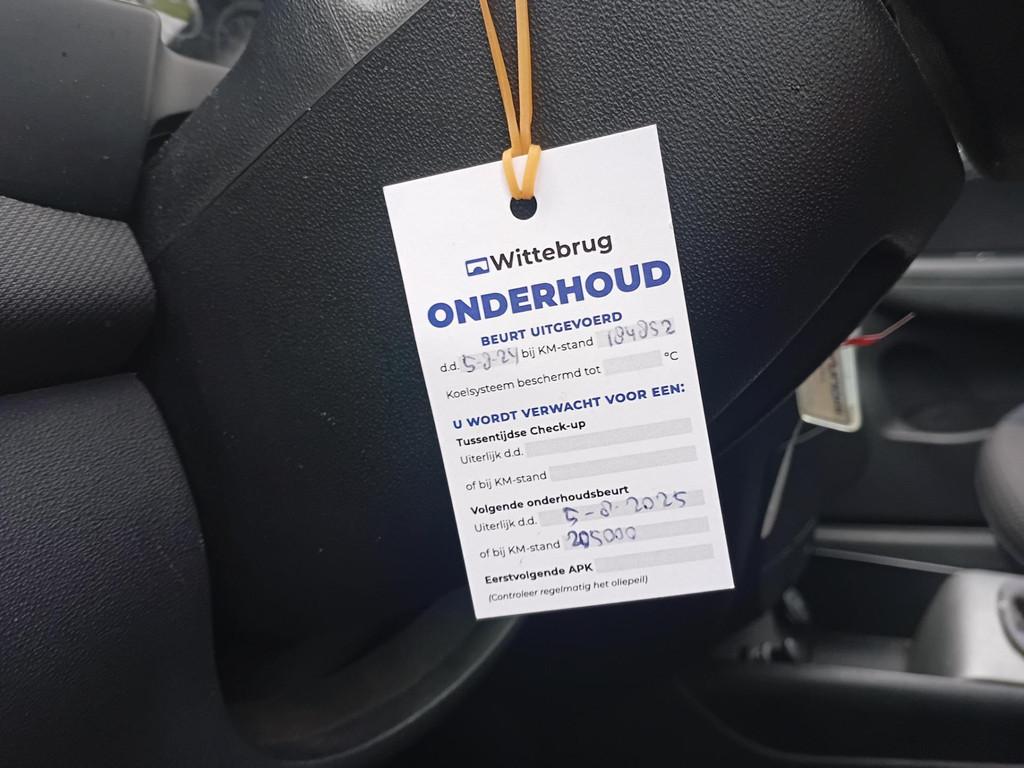 Wittebrug
ONDERHOUD
BEURT UITGEVOERD
d.d. 5-8-24 bij KM-stand 184852
Koelsysteem beschermd tot °C
U WORDT VERWACHT VOOR EEN:
Tussentijdse Check-up
Uiterlijk d.d.
of bij KM-stand
Volgende onderhoudsbeurt
Uiterlijk d.d. 5-8-2025
of bij KM-stand 205000
Eerstvolgende APK
(Controleer regelmatig het oliepeil)